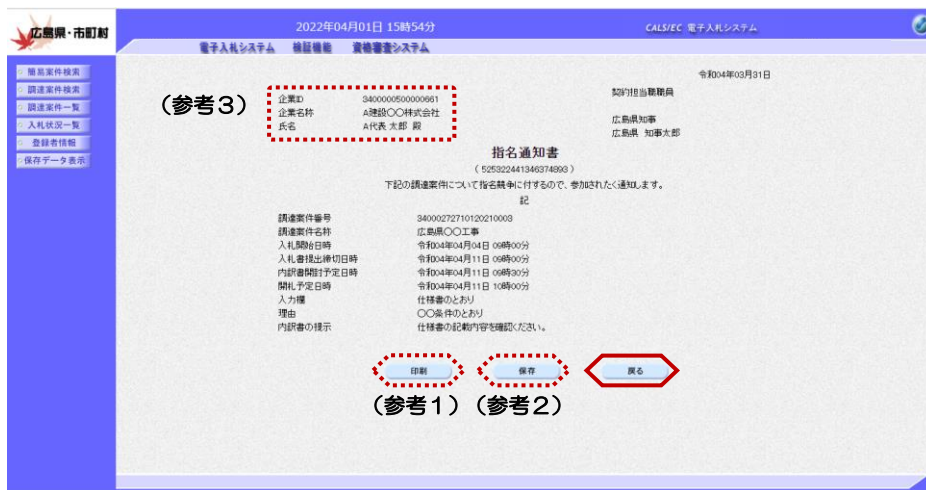 広島県・市町村
2022年04月01日 15時54分
CALS/EC 電子入札システム
電子入札システム 検証機能 資格審査システム
簡易案件検索
調達案件検索
調達案件一覧
入札状況一覧
登録者情報
保存データ表示
令和04年03月31日
(参考3)
企業ID 3400000500000661
企業名称 A建設〇〇株式会社
氏名 A代表 太郎 殿
契約担当職職員
広島県知事
広島県 知事太郎
指名通知書
( 525322441346374893 )
下記の調達案件について指名競争に付するので、参加されたく通知します。
記
調達案件番号 34000272710120210003
調達案件名称 広島県〇〇工事
入札開始日時 令和04年04月04日 09時00分
入札書提出締切日時 令和04年04月11日 09時00分
内訳書開封予定日時 令和04年04月11日 09時30分
開札予定日時 令和04年04月11日 10時00分
入力欄 仕様書のとおり
理由 〇〇条件のとおり
内訳書の提示 仕様書の記載内容を確認ください。
印刷 保存 戻る
(参考1) (参考2)